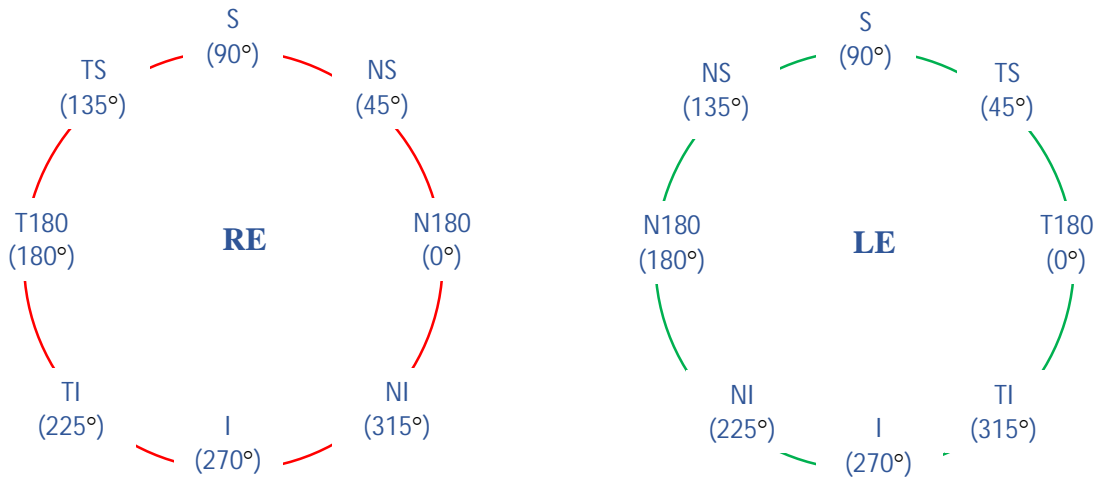 S
(90°)
TS
(135°)
NS
(45°)
T180
(180°)
RE
N180
(0°)
TI
(225°)
NI
(315°)
I
(270°)
S
(90°)
NS
(135°)
TS
(45°)
N180
(180°)
LE
T180
(0°)
NI
(225°)
TI
(315°)
I
(270°)